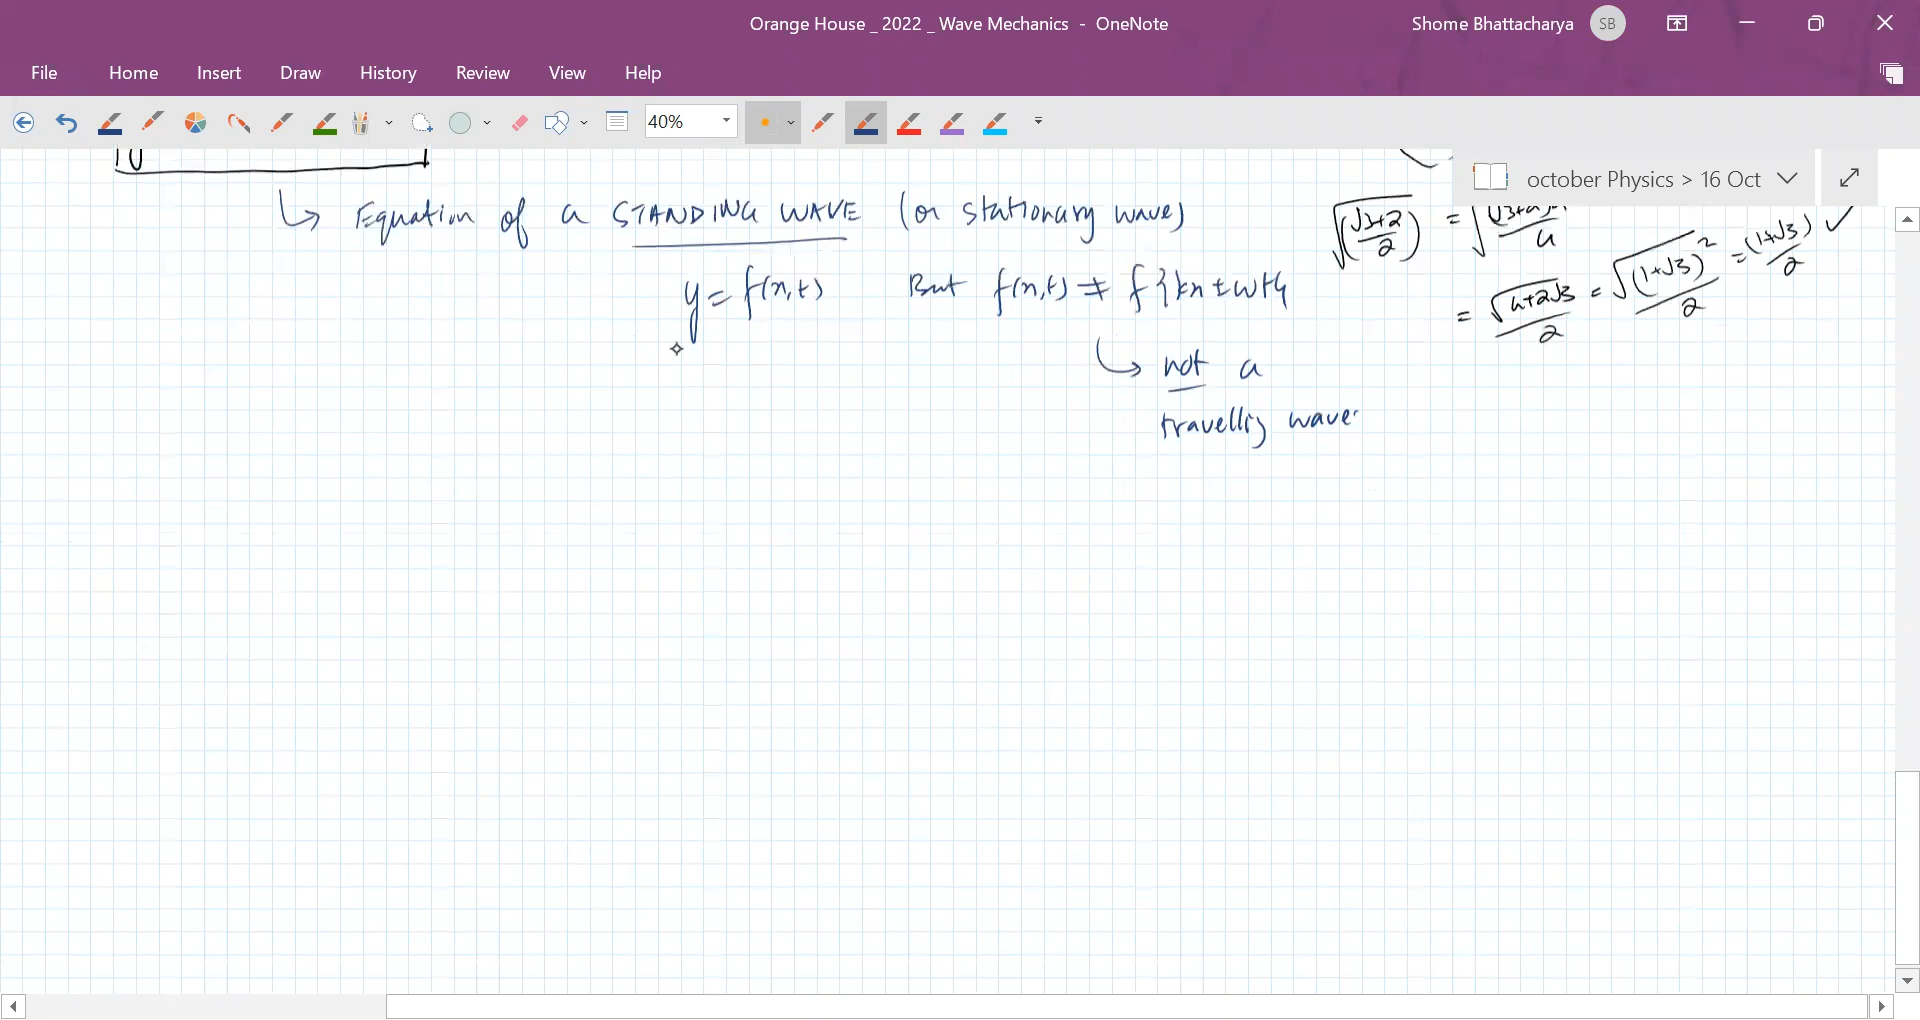 Orange House _ 2022 _ Wave Mechanics - OneNote
Shome Bhattacharya SB
File Home Insert Draw History Review View Help
40%
october Physics > 16 Oct
Equation of a STANDING WAVE (or stationary wave)
y = f(x,t) But f(x,t) ≠ f{kx ± ωt}
not a
travelling wave
√((√3+2)/2) =
= √(4+2√3)/2 = √((1+√3)²)/2 = (1+√3)/2 ✓